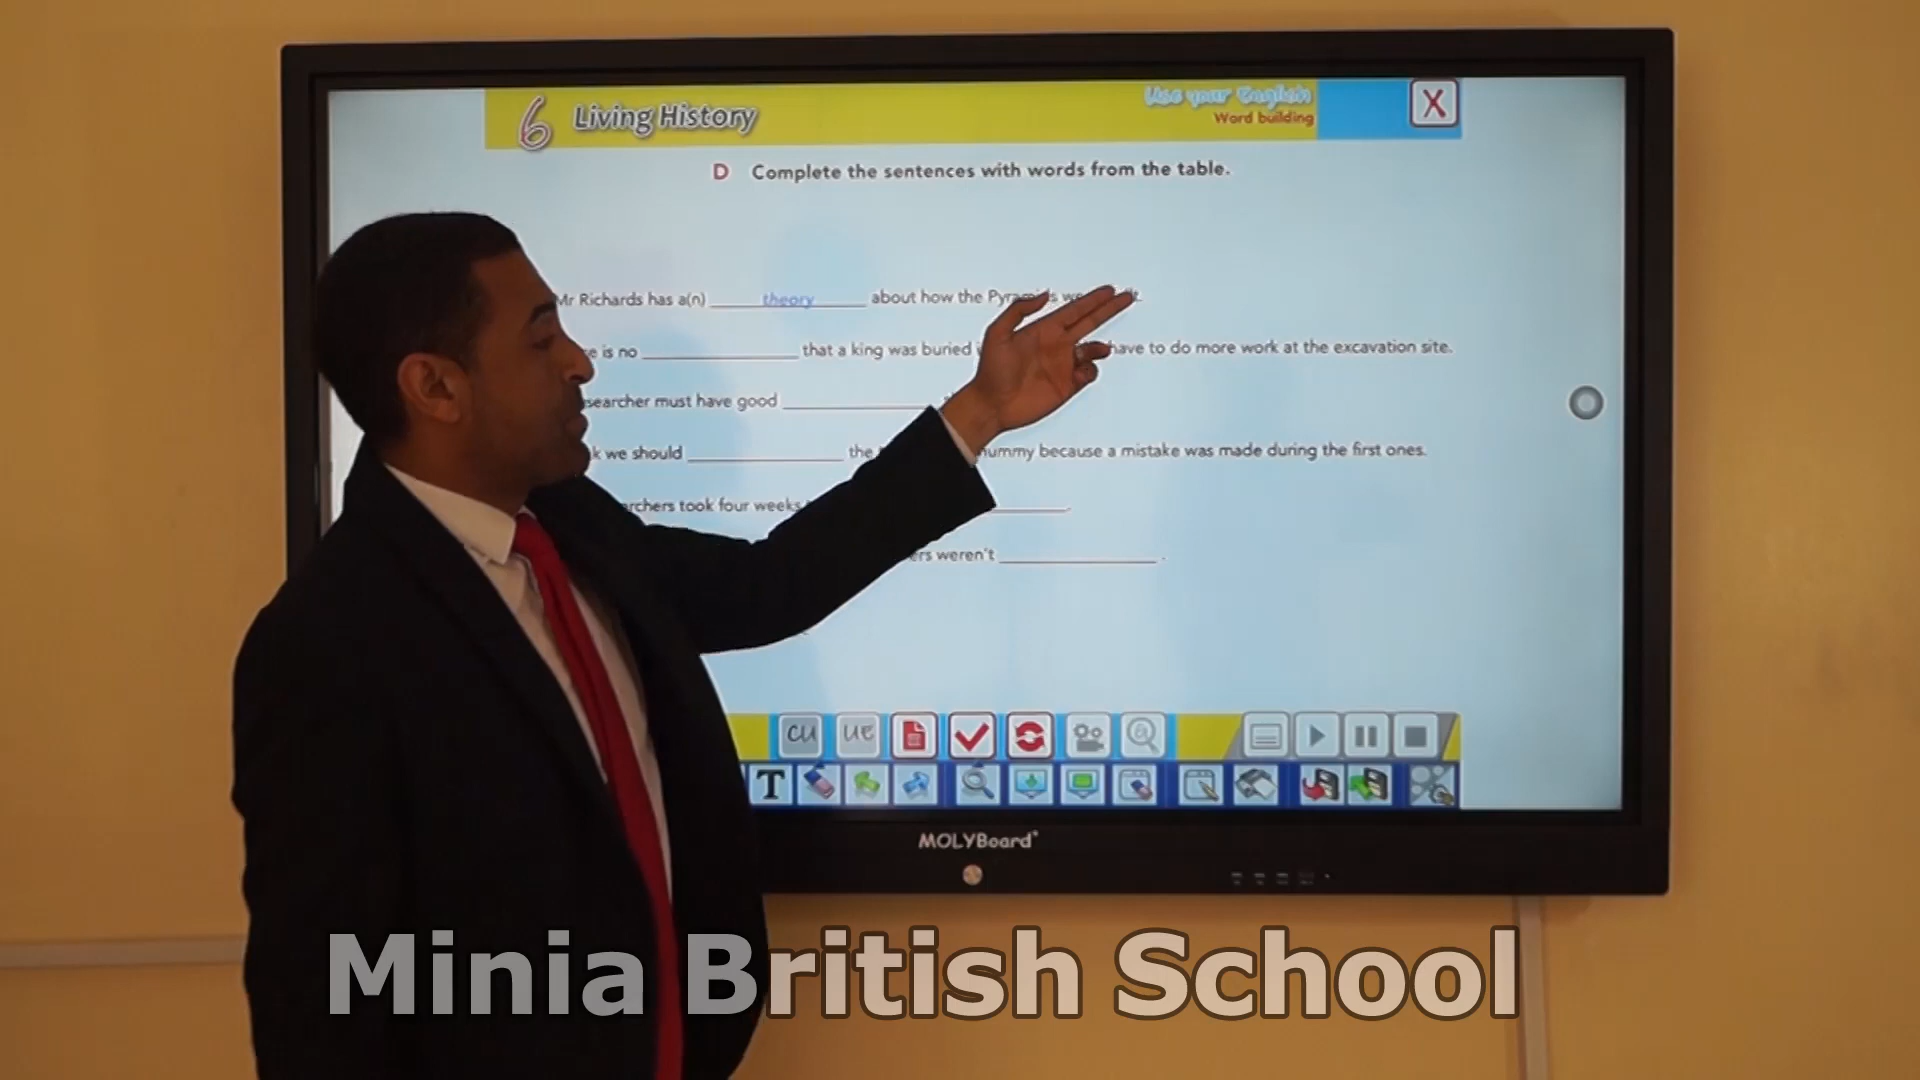 6 Living History
Use your English
Word building
X
D Complete the sentences with words from the table.
Mr Richards has a(n) theory about how the Pyramids
is no that a king was buried have to do more work at the excavation site.
must have good
we should the mummy because a mistake was made during the first ones.
took four weeks
weren't .
CU UE
T
MOLYBoard
Minia British School